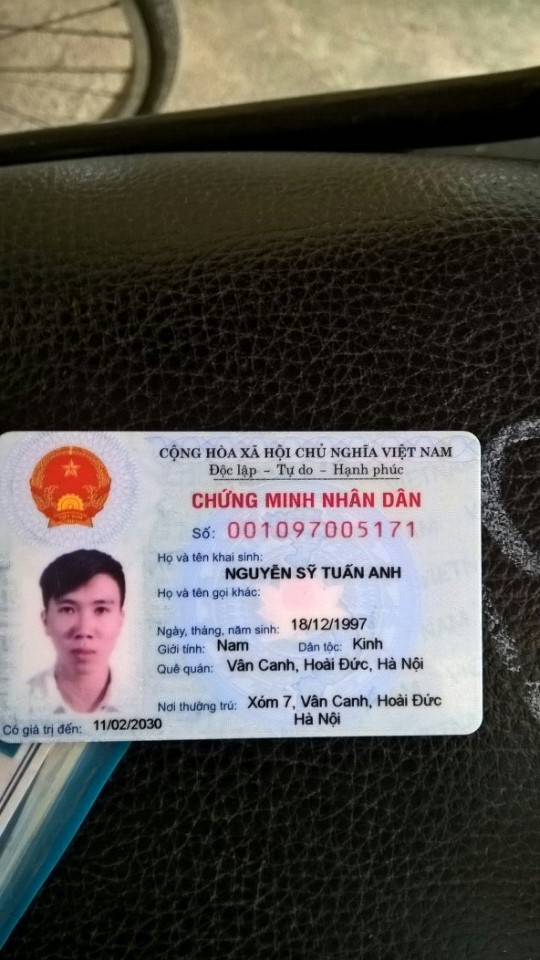 CỘNG HÒA XÃ HỘI CHỦ NGHĨA VIỆT NAM
Độc lập - Tự do - Hạnh phúc
CHỨNG MINH NHÂN DÂN
Số: 001097005171
Họ và tên khai sinh:
NGUYỄN SỸ TUẤN ANH
Họ và tên gọi khác:
Ngày, tháng, năm sinh: 18/12/1997
Giới tính: Nam Dân tộc: Kinh
Quê quán: Vân Canh, Hoài Đức, Hà Nội
Nơi thường trú: Xóm 7, Vân Canh, Hoài Đức
Hà Nội
Có giá trị đến: 11/02/2030